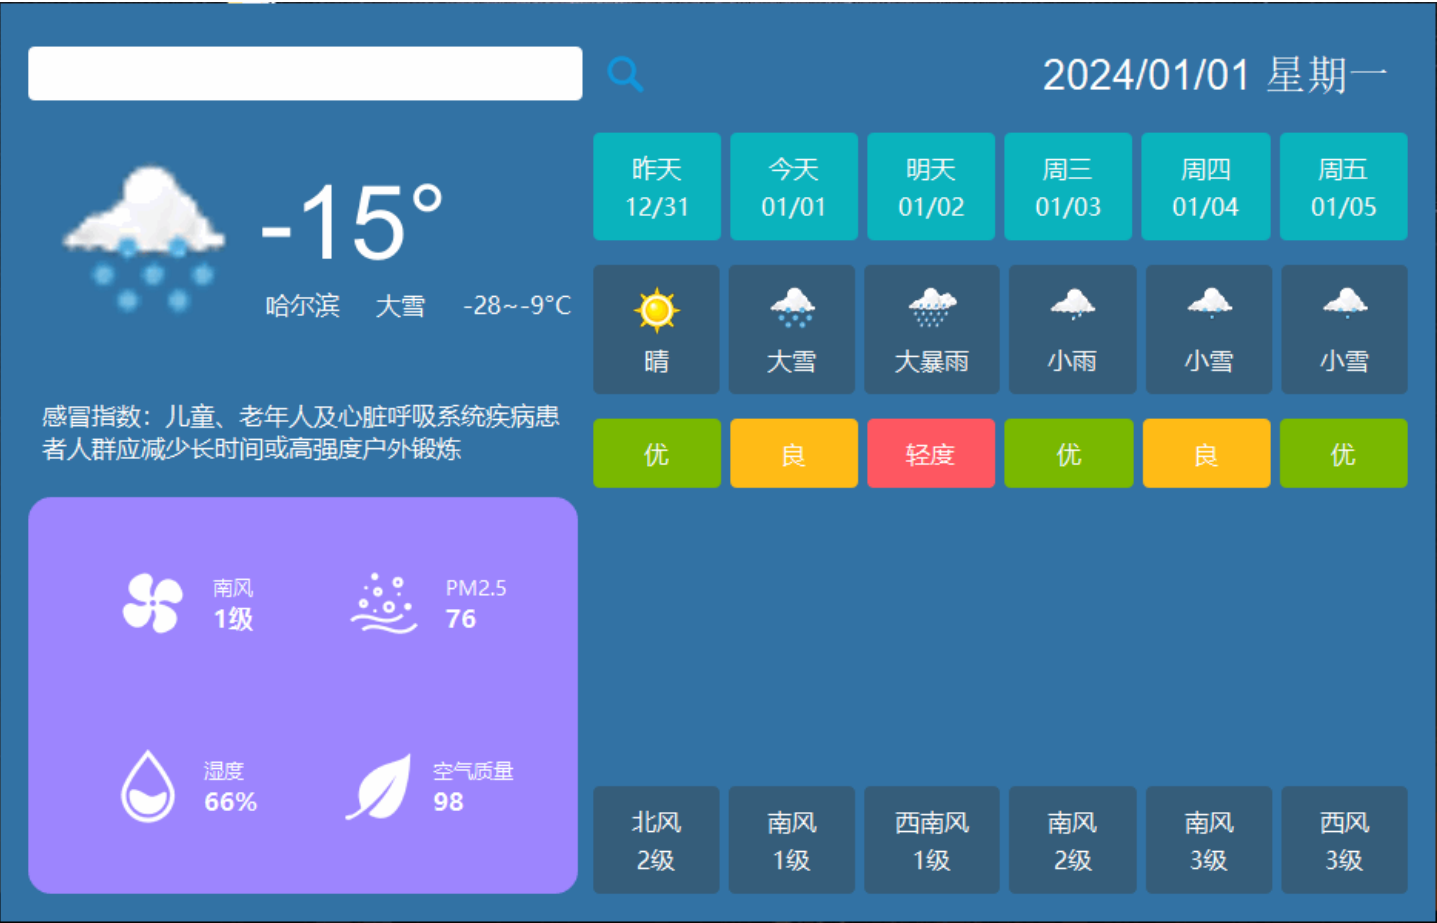 2024/01/01 星期一
-15°
哈尔滨 大雪 -28~-9°C
感冒指数：儿童、老年人及心脏呼吸系统疾病患
者人群应减少长时间或高强度户外锻炼
南风
1级
PM2.5
76
湿度
66%
空气质量
98
昨天 今天 明天 周三 周四 周五
12/31 01/01 01/02 01/03 01/04 01/05
晴 大雪 大暴雨 小雨 小雪 小雪
优 良 轻度 优 良 优
北风 南风 西南风 南风 南风 西风
2级 1级 1级 2级 3级 3级